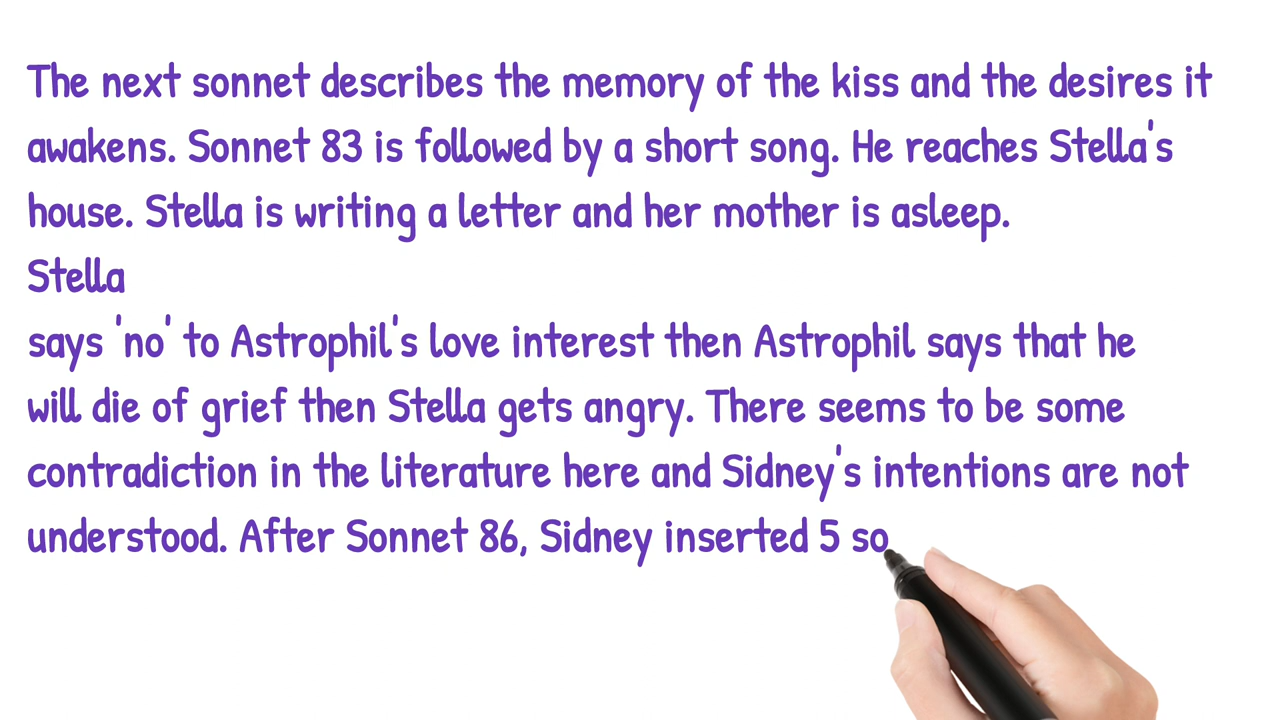 The next sonnet describes the memory of the kiss and the desires it
awakens. Sonnet 83 is followed by a short song. He reaches Stella's
house. Stella is writing a letter and her mother is asleep.
Stella
says 'no' to Astrophil's love interest then Astrophil says that he
will die of grief then Stella gets angry. There seems to be some
contradiction in the literature here and Sidney's intentions are not
understood. After Sonnet 86, Sidney inserted 5 so